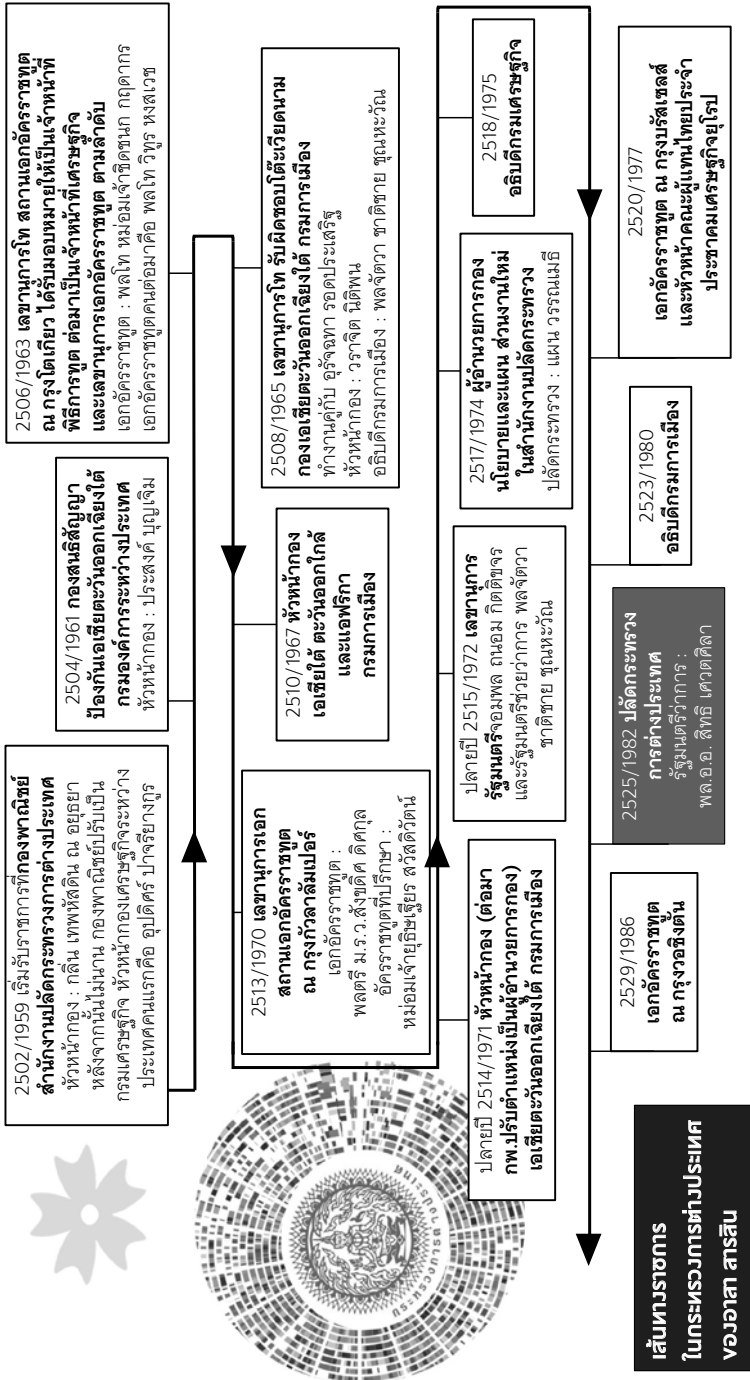 2502/1959 เริ่มรับราชการที่กองพาณิชย์
สำนักงานปลัดกระทรวงการต่างประเทศ
หัวหน้ากอง : กลิ่น เทพหัสดิน ณ อยุธยา
หลังจากนั้นไม่นาน กองพาณิชย์ปรับเป็น
กรมเศรษฐกิจ หัวหน้ากองเศรษฐกิจระหว่าง
ประเทศคนแรกคือ อุปดิศร์ ปาจรียางกูร
2504/1961 กองสนธิสัญญา
ป้องกันเอเชียตะวันออกเฉียงใต้
กรมองค์การระหว่างประเทศ
หัวหน้ากอง : ประสงค์ บุญเจิม
2506/1963 เลขานุการโท สถานเอกอัครราชทูต
ณ กรุงโตเกียว ได้รับมอบหมายให้เป็นเจ้าหน้าที่
พิธีการทูต ต่อมาเป็นเจ้าหน้าที่เศรษฐกิจ
และเลขานุการเอกอัครราชทูต ตามลำดับ
เอกอัครราชทูต : พลโท หม่อมเจ้าชิดชนก กฤดากร
เอกอัครราชทูตคนต่อมาคือ พลโท วิฑูร หงสเวช
2508/1965 เลขานุการโท รับผิดชอบโต๊ะเวียดนาม
กองเอเชียตะวันออกเฉียงใต้ กรมการเมือง
ทำงานคู่กับ อุรัจฉทา รอดประเสริฐ
หัวหน้ากอง : วราจิต นิติพน
อธิบดีกรมการเมือง : พลจัตวา ชาติชาย ชุณหะวัณ
2510/1967 หัวหน้ากอง
เอเชียใต้ ตะวันออกใกล้
และแอฟริกา
กรมการเมือง
2513/1970 เลขานุการเอก
สถานเอกอัครราชทูต
ณ กรุงกัวลาลัมเปอร์
เอกอัครราชทูต :
พลตรี ม.ร.ว.สังขดิศ ดิศกุล
อัครราชทูตที่ปรึกษา :
หม่อมเจ้ายุธิษเฐียร สวัสดิวัตน์
ปลายปี 2514/1971 หัวหน้ากอง (ต่อมา
กพ.ปรับตำแหน่งเป็นผู้อำนวยการกอง)
เอเชียตะวันออกเฉียงใต้ กรมการเมือง
ปลายปี 2515/1972 เลขานุการ
รัฐมนตรีจอมพล ถนอม กิตติขจร
และรัฐมนตรีช่วยว่าการ พลจัตวา
ชาติชาย ชุณหะวัณ
2517/1974 ผู้อำนวยการกอง
นโยบายและแผน ส่วนงานใหม่
ในสำนักงานปลัดกระทรวง
ปลัดกระทรวง : แผน วรรณเมธี
2518/1975
อธิบดีกรมเศรษฐกิจ
2520/1977
เอกอัครราชทูต ณ กรุงบรัสเซลส์
และหัวหน้าคณะผู้แทนไทยประจำ
ประชาคมเศรษฐกิจยุโรป
2523/1980
อธิบดีกรมการเมือง
2525/1982 ปลัดกระทรวง
การต่างประเทศ
รัฐมนตรีว่าการ :
พล.อ.อ. สิทธิ เศวตศิลา
2529/1986
เอกอัครราชทูต
ณ กรุงวอชิงตัน
เส้นทางราชการ
ในกระทรวงการต่างประเทศ
ของอาสา สารสิน
กระทรวงการต่างประเทศ